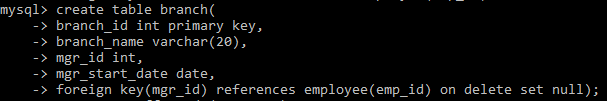 mysql> create table branch(
    -> branch_id int primary key,
    -> branch_name varchar(20),
    -> mgr_id int,
    -> mgr_start_date date,
    -> foreign key(mgr_id) references employee(emp_id) on delete set null);